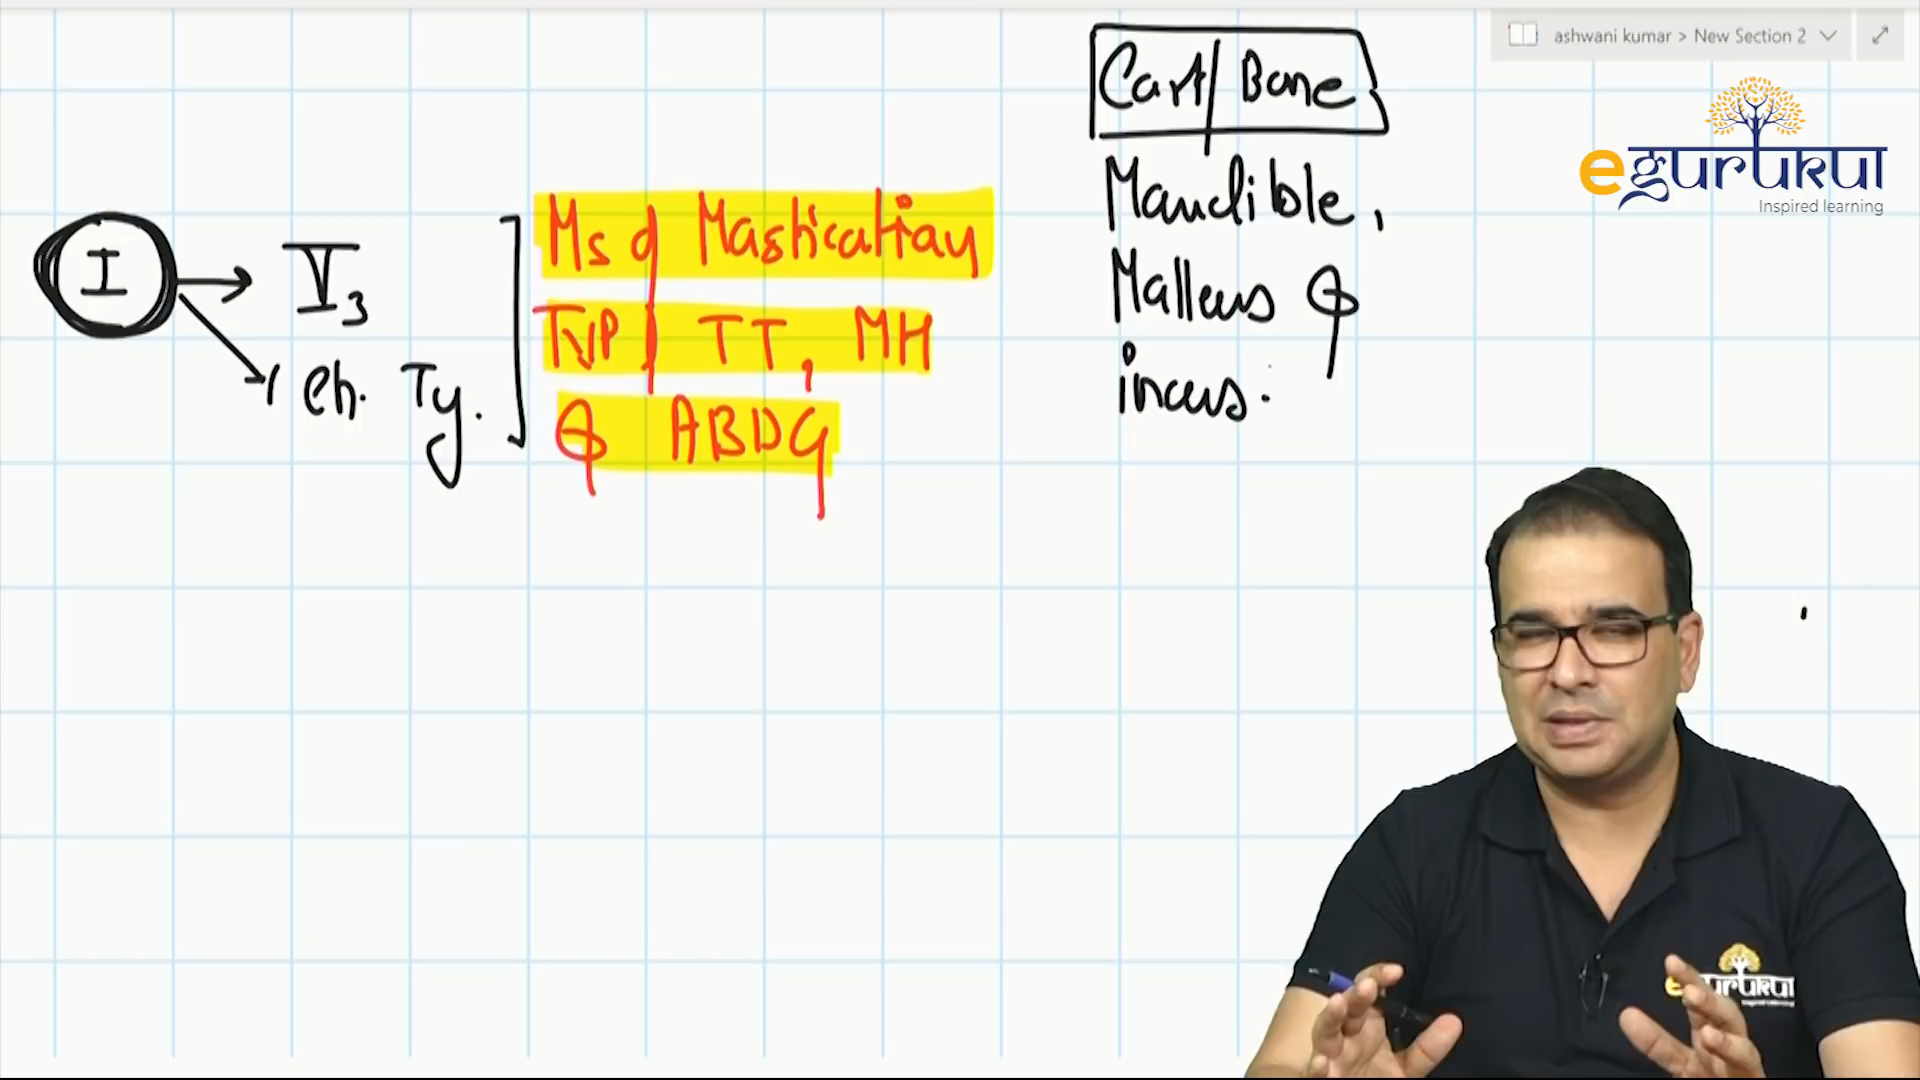 ashwani kumar > New Section 2
Cart/ Bone
egurukul
Inspired learning
Mandible,
Malleus &
incus.
I → V3
Ch. Ty.
Ms of Mastication
TVP TT, MH
& ABDG
egurukul